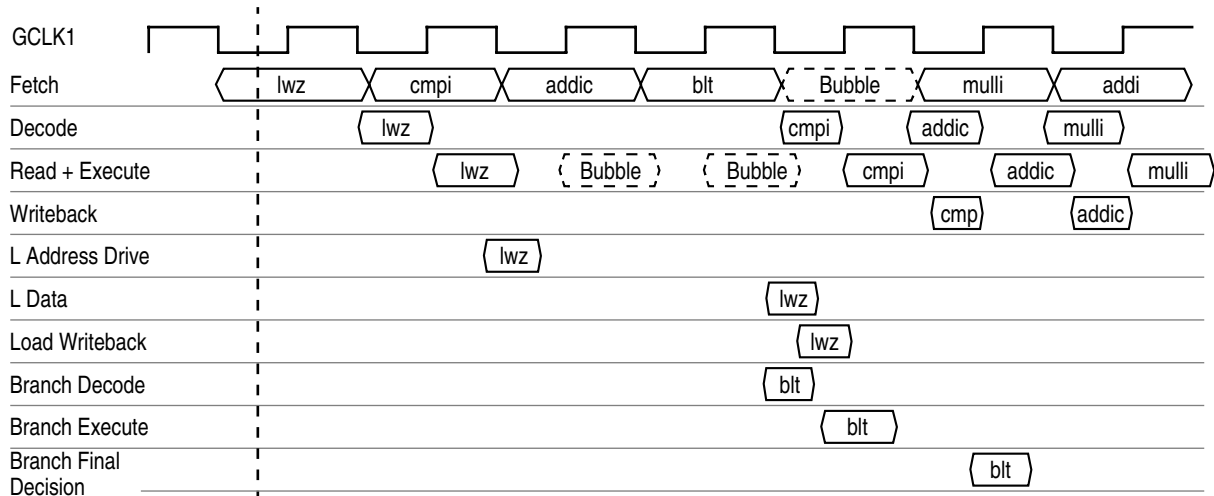 GCLK1
Fetch lwz cmpi addic blt Bubble mulli addi
Decode lwz cmpi addic mulli
Read + Execute lwz Bubble Bubble cmpi addic mulli
Writeback cmp addic
L Address Drive lwz
L Data lwz
Load Writeback lwz
Branch Decode blt
Branch Execute blt
Branch Final
Decision blt